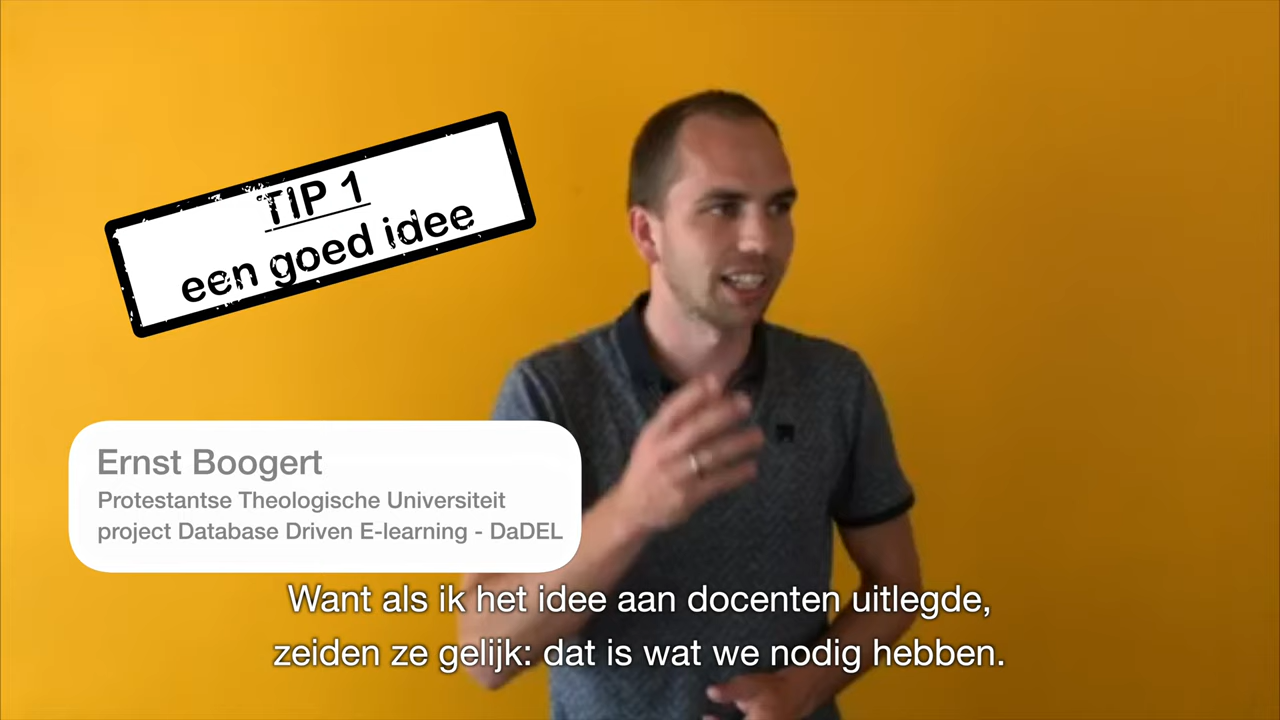 TIP 1
een goed idee
Ernst Boogert
Protestantse Theologische Universiteit
project Database Driven E-learning - DaDEL
Want als ik het idee aan docenten uitlegde,
zeiden ze gelijk: dat is wat we nodig hebben.